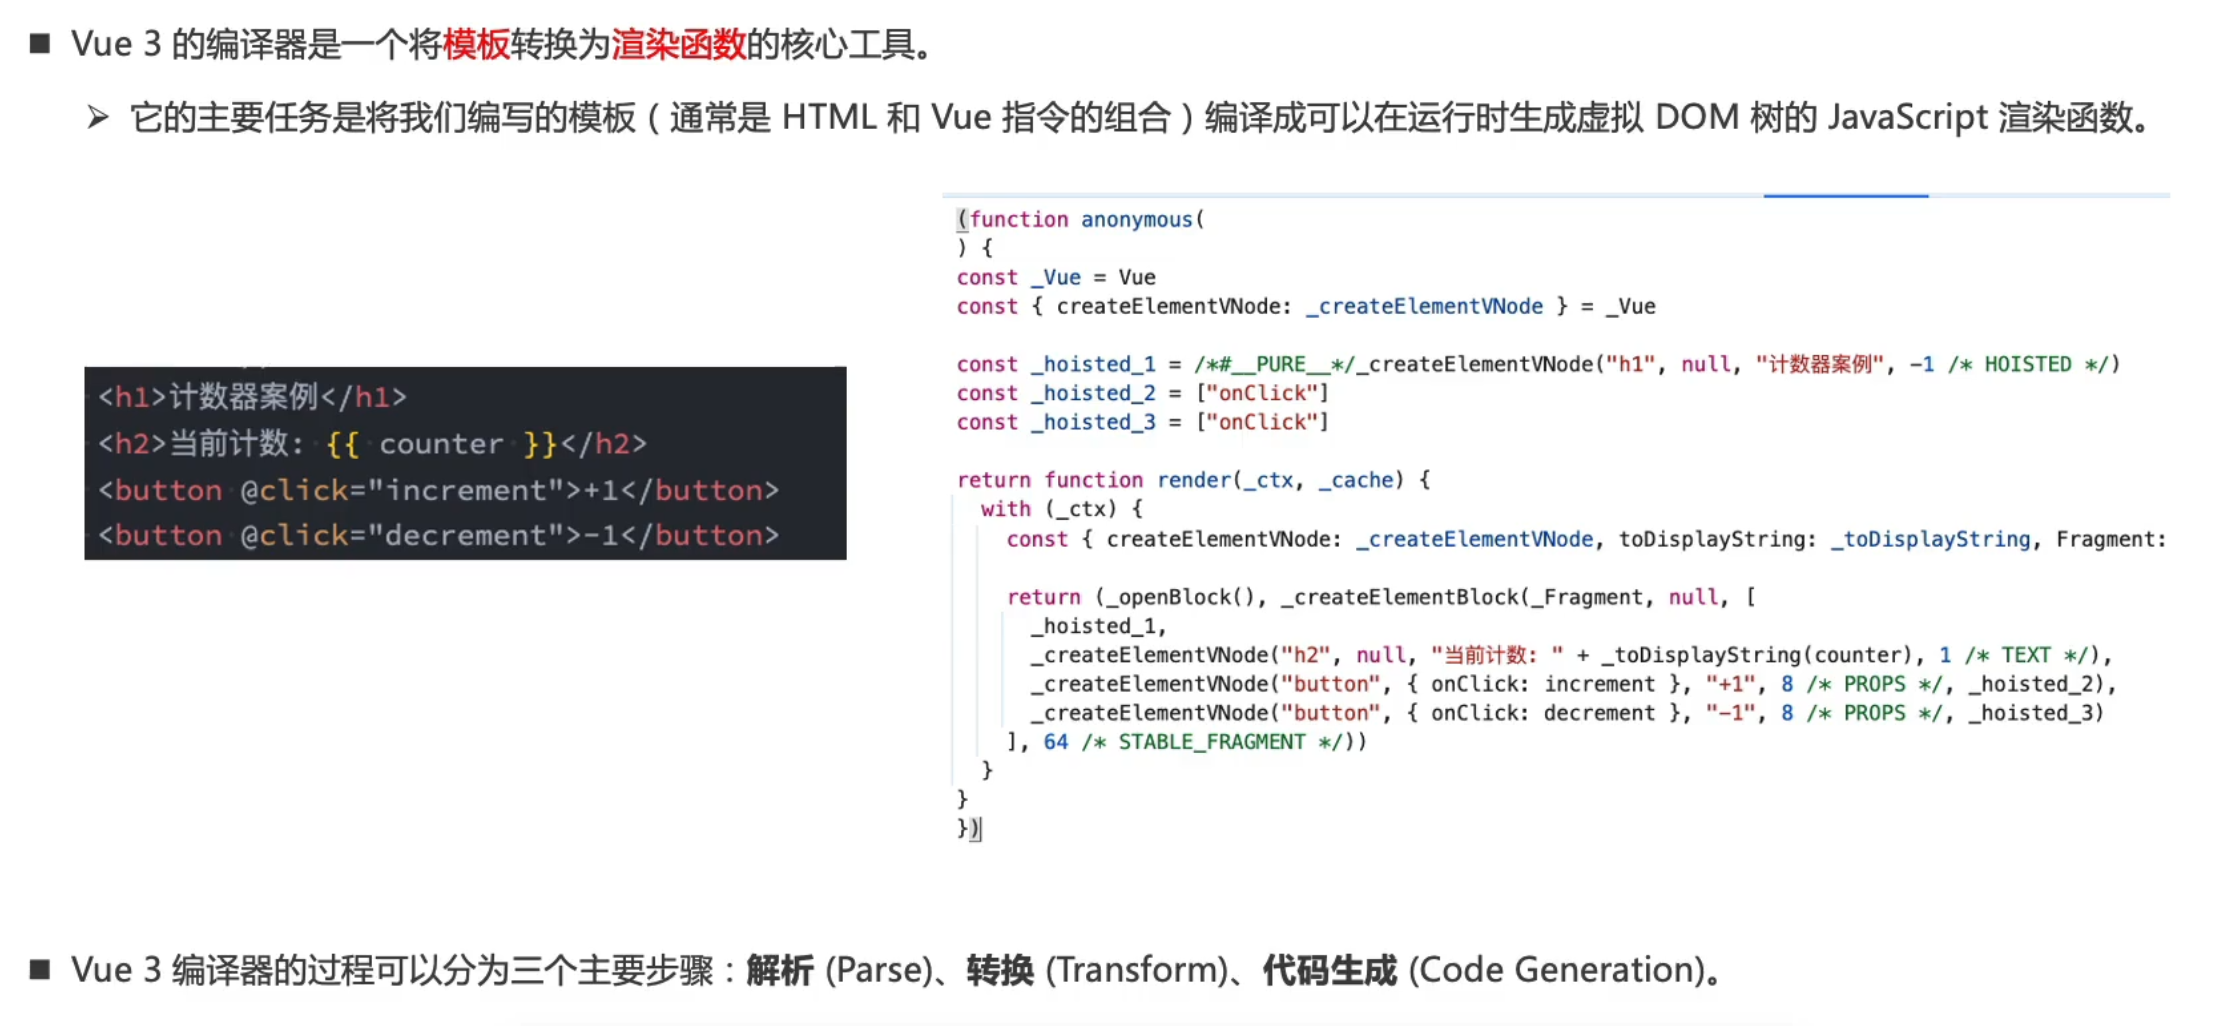 ■ Vue 3 的编译器是一个将模板转换为渲染函数的核心工具。
➢ 它的主要任务是将我们编写的模板（通常是 HTML 和 Vue 指令的组合）编译成可以在运行时生成虚拟 DOM 树的 JavaScript 渲染函数。
<h1>计数器案例</h1>
<h2>当前计数: {{ counter }}</h2>
<button @click="increment">+1</button>
<button @click="decrement">-1</button>
(function anonymous(
) {
const _Vue = Vue
const { createElementVNode: _createElementVNode } = _Vue
const _hoisted_1 = /*#__PURE__*/_createElementVNode("h1", null, "计数器案例", -1 /* HOISTED */)
const _hoisted_2 = ["onClick"]
const _hoisted_3 = ["onClick"]
return function render(_ctx, _cache) {
with (_ctx) {
const { createElementVNode: _createElementVNode, toDisplayString: _toDisplayString, Fragment:
return (_openBlock(), _createElementBlock(_Fragment, null, [
_hoisted_1,
_createElementVNode("h2", null, "当前计数: " + _toDisplayString(counter), 1 /* TEXT */),
_createElementVNode("button", { onClick: increment }, "+1", 8 /* PROPS */, _hoisted_2),
_createElementVNode("button", { onClick: decrement }, "-1", 8 /* PROPS */, _hoisted_3)
], 64 /* STABLE_FRAGMENT */))
}
}
})
■ Vue 3 编译器的过程可以分为三个主要步骤：解析 (Parse)、转换 (Transform)、代码生成 (Code Generation)。